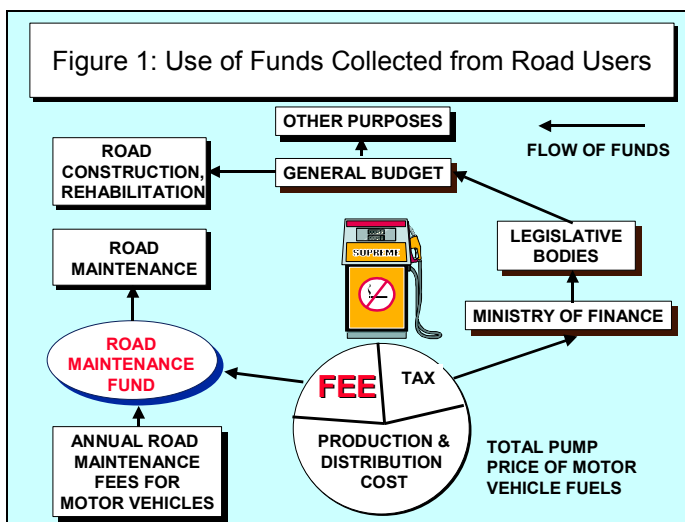 Figure 1: Use of Funds Collected from Road Users
OTHER PURPOSES
ROAD
CONSTRUCTION,
REHABILITATION
GENERAL BUDGET
FLOW OF FUNDS
ROAD
MAINTENANCE
SUPREME
LEGISLATIVE
BODIES
MINISTRY OF FINANCE
ROAD
MAINTENANCE
FUND
FEE
TAX
PRODUCTION &
DISTRIBUTION
COST
ANNUAL ROAD
MAINTENANCE
FEES FOR
MOTOR VEHICLES
TOTAL PUMP
PRICE OF MOTOR
VEHICLE FUELS